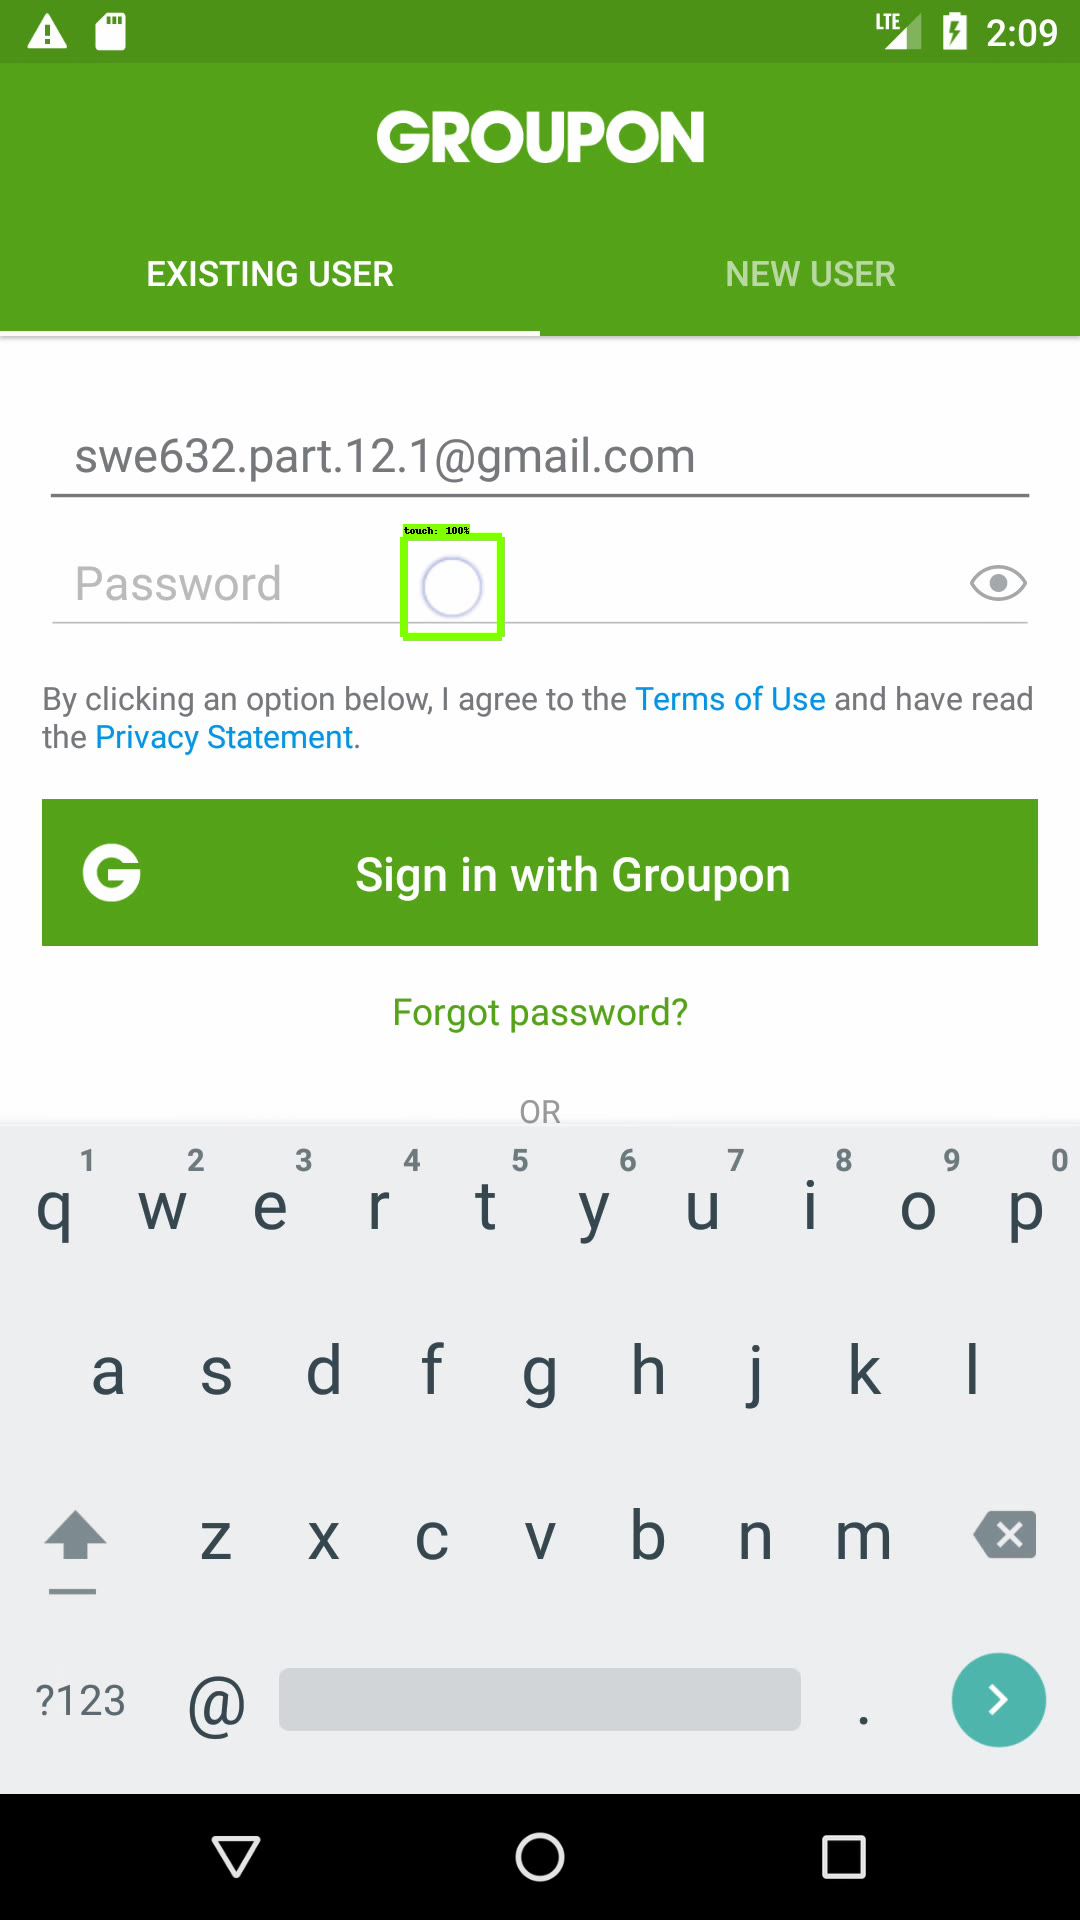 LTE 2:09
GROUPON
EXISTING USER NEW USER
swe632.part.12.1@gmail.com
touch: 100%
Password
By clicking an option below, I agree to the Terms of Use and have read
the Privacy Statement.
G Sign in with Groupon
Forgot password?
OR
1 2 3 4 5 6 7 8 9 0
q w e r t y u i o p
a s d f g h j k l
z x c v b n m
?123 @ .